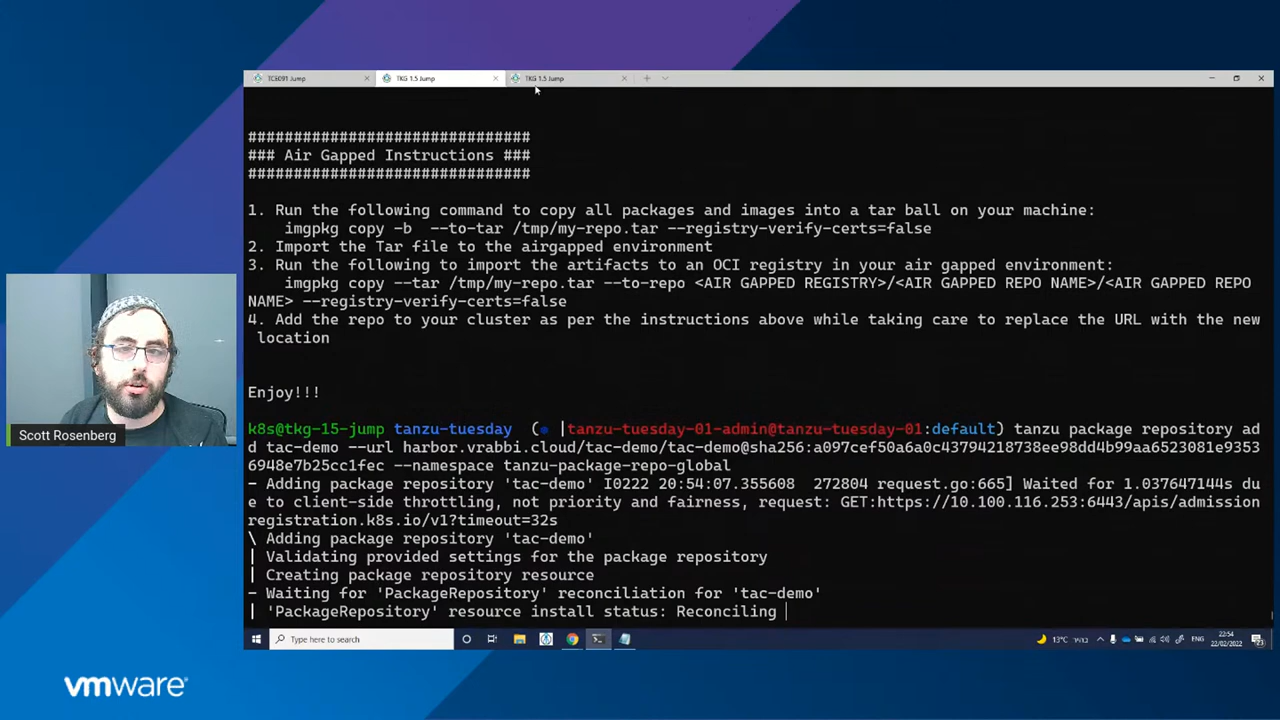 TCE091 Jump
TKG 1.5 Jump
TKG 1.5 Jump
###############################
### Air Gapped Instructions ###
###############################
1. Run the following command to copy all packages and images into a tar ball on your machine:
imgpkg copy -b  --to-tar /tmp/my-repo.tar --registry-verify-certs=false
2. Import the Tar file to the airgapped environment
3. Run the following to import the artifacts to an OCI registry in your air gapped environment:
imgpkg copy --tar /tmp/my-repo.tar --to-repo <AIR GAPPED REGISTRY>/<AIR GAPPED REPO NAME>/<AIR GAPPED REPO
NAME> --registry-verify-certs=false
4. Add the repo to your cluster as per the instructions above while taking care to replace the URL with the new
location
Enjoy!!!
k8s@tkg-15-jump tanzu-tuesday (● |tanzu-tuesday-01-admin@tanzu-tuesday-01:default) tanzu package repository ad
d tac-demo --url harbor.vrabbi.cloud/tac-demo/tac-demo@sha256:a097cef50a6a0c43794218738ee98dd4b99aa6523081e9353
6948e7b25cc1fec --namespace tanzu-package-repo-global
- Adding package repository 'tac-demo' I0222 20:54:07.355608  272804 request.go:665] Waited for 1.037647144s du
e to client-side throttling, not priority and fairness, request: GET:https://10.100.116.253:6443/apis/admission
registration.k8s.io/v1?timeout=32s
\ Adding package repository 'tac-demo'
| Validating provided settings for the package repository
| Creating package repository resource
- Waiting for 'PackageRepository' reconciliation for 'tac-demo'
| 'PackageRepository' resource install status: Reconciling
Scott Rosenberg
Type here to search
13°C בהיר
ENG
22:54
22/02/2022
vmware®